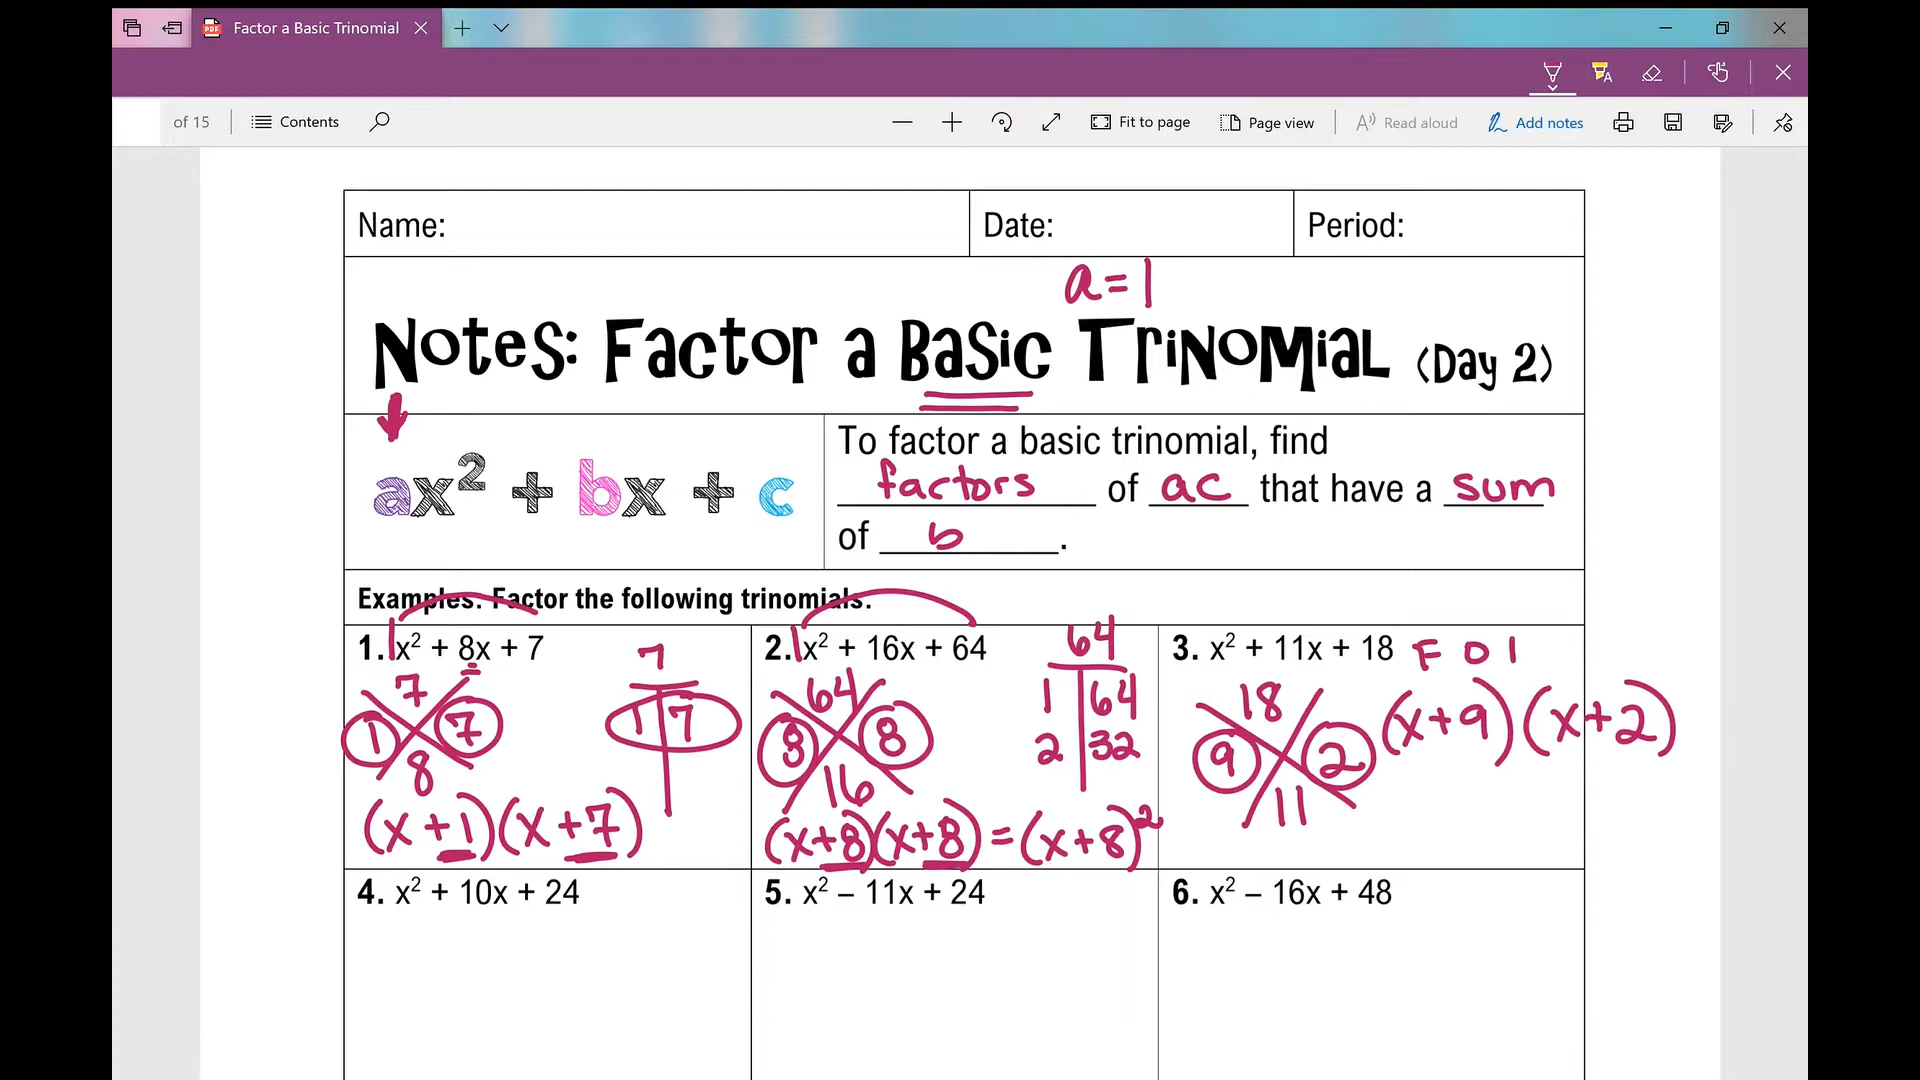 Factor a Basic Trinomial
of 15 Contents Fit to page Page view Read aloud Add notes
Name: Date: Period:
a=1
Notes: Factor a Basic Trinomial (Day 2)
ax² + bx + c
To factor a basic trinomial, find
factors of ac that have a sum
of b.
Examples: Factor the following trinomials.
1. 1x² + 8x + 7
7
7
1 7
1 7
8
(x+1)(x+7)
2. 1x² + 16x + 64
64
64
1 64
8 8
2 32
16
(x+8)(x+8)=(x+8)²
3. x² + 11x + 18 F O I
18
(x+9)(x+2)
9 2
11
4. x² + 10x + 24
5. x² – 11x + 24
6. x² – 16x + 48